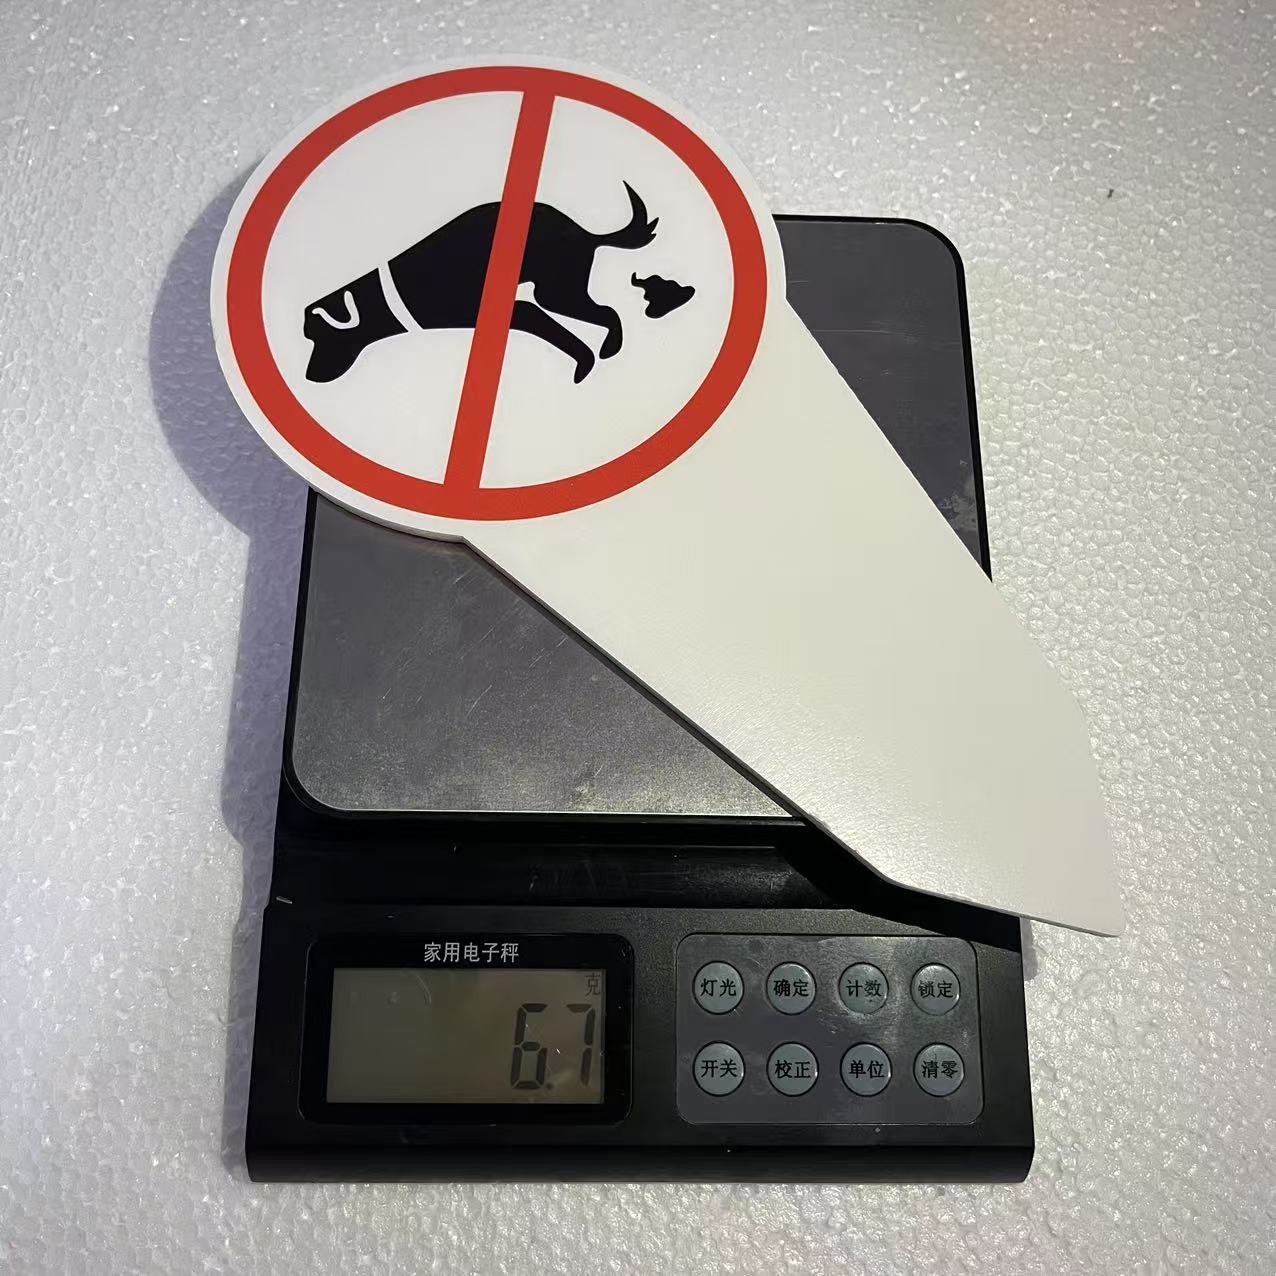 家用电子秤
克
6.7
灯光 确定 计数 锁定
开关 校正 单位 清零